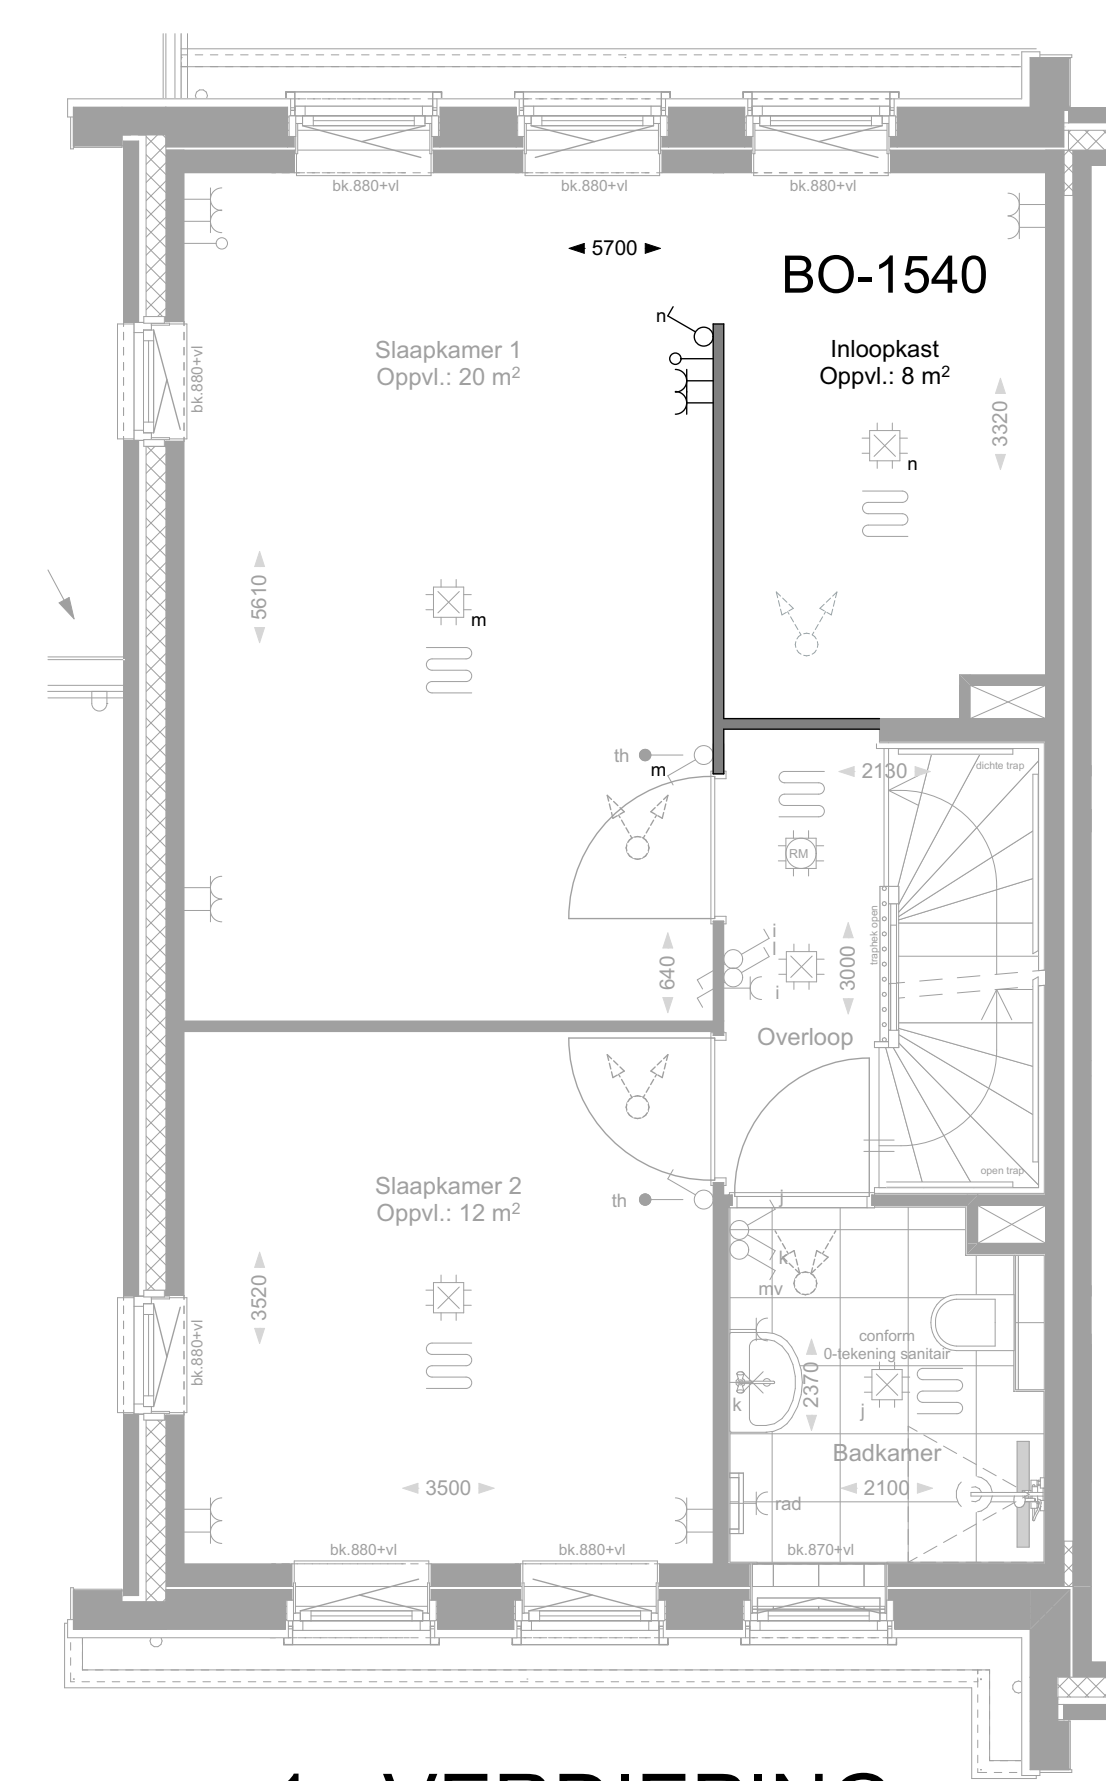 bk.880+vl
bk.880+vl
bk.880+vl
5700
BO-1540
n
Slaapkamer 1
Oppvl.: 20 m²
Inloopkast
Oppvl.: 8 m²
bk.880+vl
3320
n
5610
m
th
m
2130
dichte trap
RM
traphek open
i
l
640
3000
i
Overloop
open trap
Slaapkamer 2
Oppvl.: 12 m²
th
j
k
mv
3520
bk.880+vl
conform
0-tekening sanitair
2370
k
j
Badkamer
3500
2100
rad
bk.880+vl
bk.880+vl
bk.870+vl